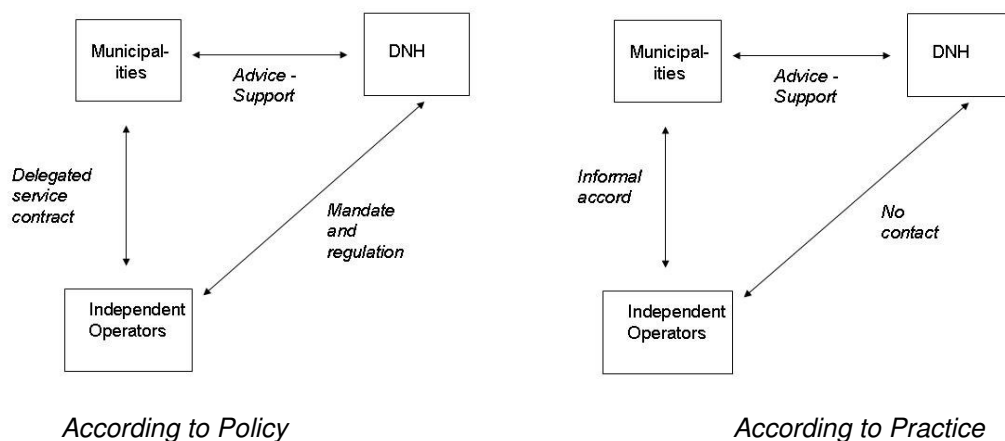 Municipal-
ities
DNH
Advice -
Support
Delegated
service
contract
Mandate
and
regulation
Independent
Operators
According to Policy
Municipal-
ities
DNH
Advice -
Support
Informal
accord
No
contact
Independent
Operators
According to Practice